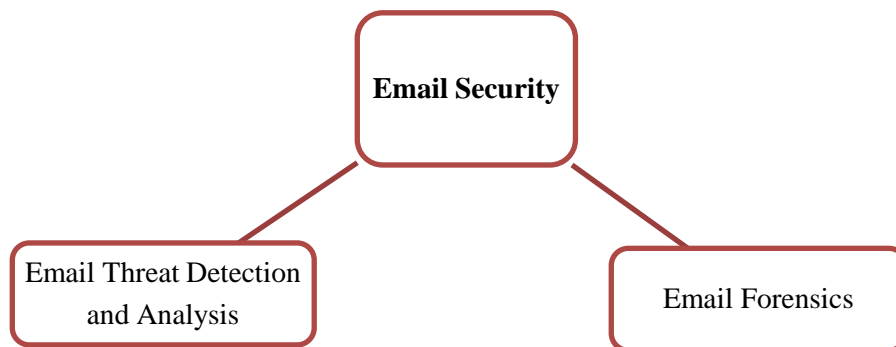 Email Security
Email Threat Detection
and Analysis
Email Forensics